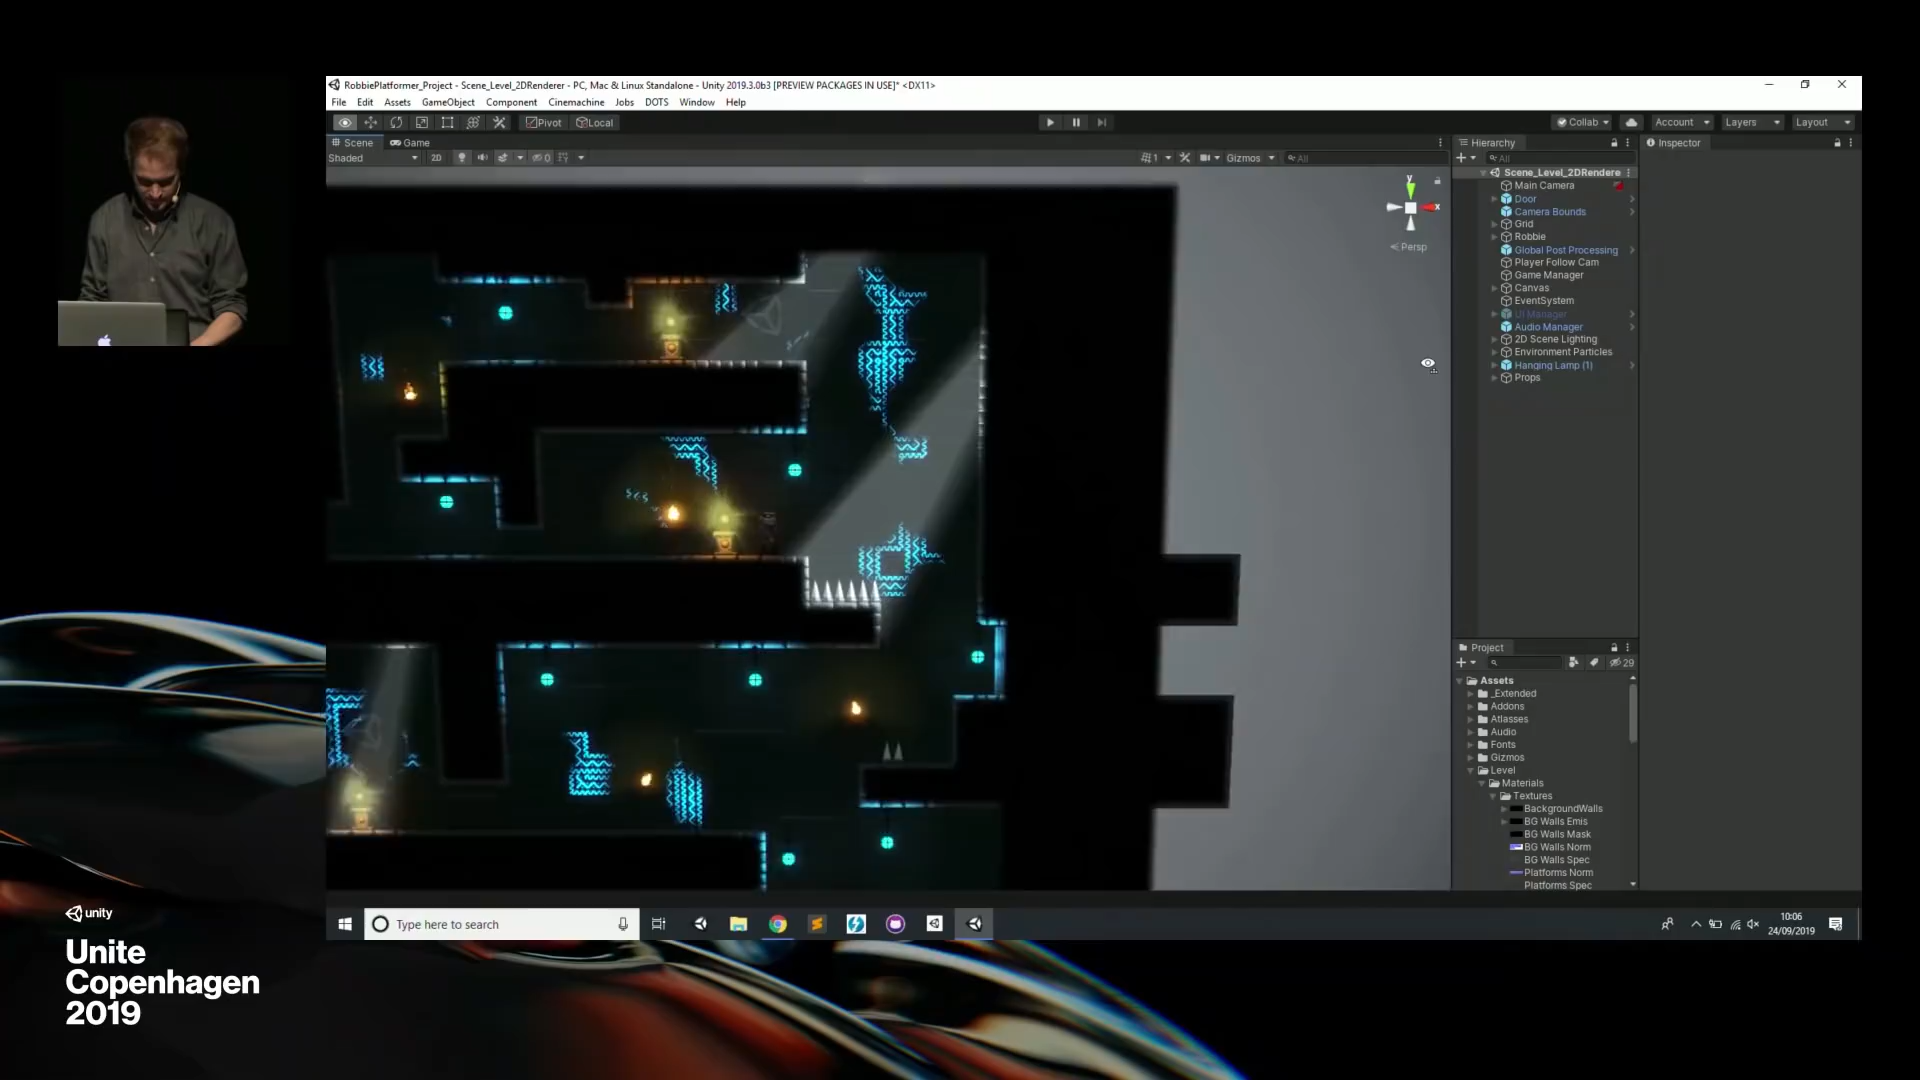 RobbiePlatformer_Project - Scene_Level_2DRenderer - PC, Mac & Linux Standalone - Unity 2019.3.0b3 [PREVIEW PACKAGES IN USE]* <DX11>
File Edit Assets GameObject Component Cinemachine Jobs DOTS Window Help
Pivot Local Collab Account Layers Layout
Scene Game
Shaded 2D 0 1 Gizmos All
y
x
Persp
Hierarchy
All
Scene_Level_2DRendere
Main Camera
Door
Camera Bounds
Grid
Robbie
Global Post Processing
Player Follow Cam
Game Manager
Canvas
EventSystem
UI Manager
Audio Manager
2D Scene Lighting
Environment Particles
Hanging Lamp (1)
Props
Inspector
Project
29
Assets
_Extended
Addons
Atlasses
Audio
Fonts
Gizmos
Level
Materials
Textures
BackgroundWalls
BG Walls Emis
BG Walls Mask
BG Walls Norm
BG Walls Spec
Platforms Norm
Platforms Spec
Type here to search
10:06
24/09/2019
unity
Unite
Copenhagen
2019